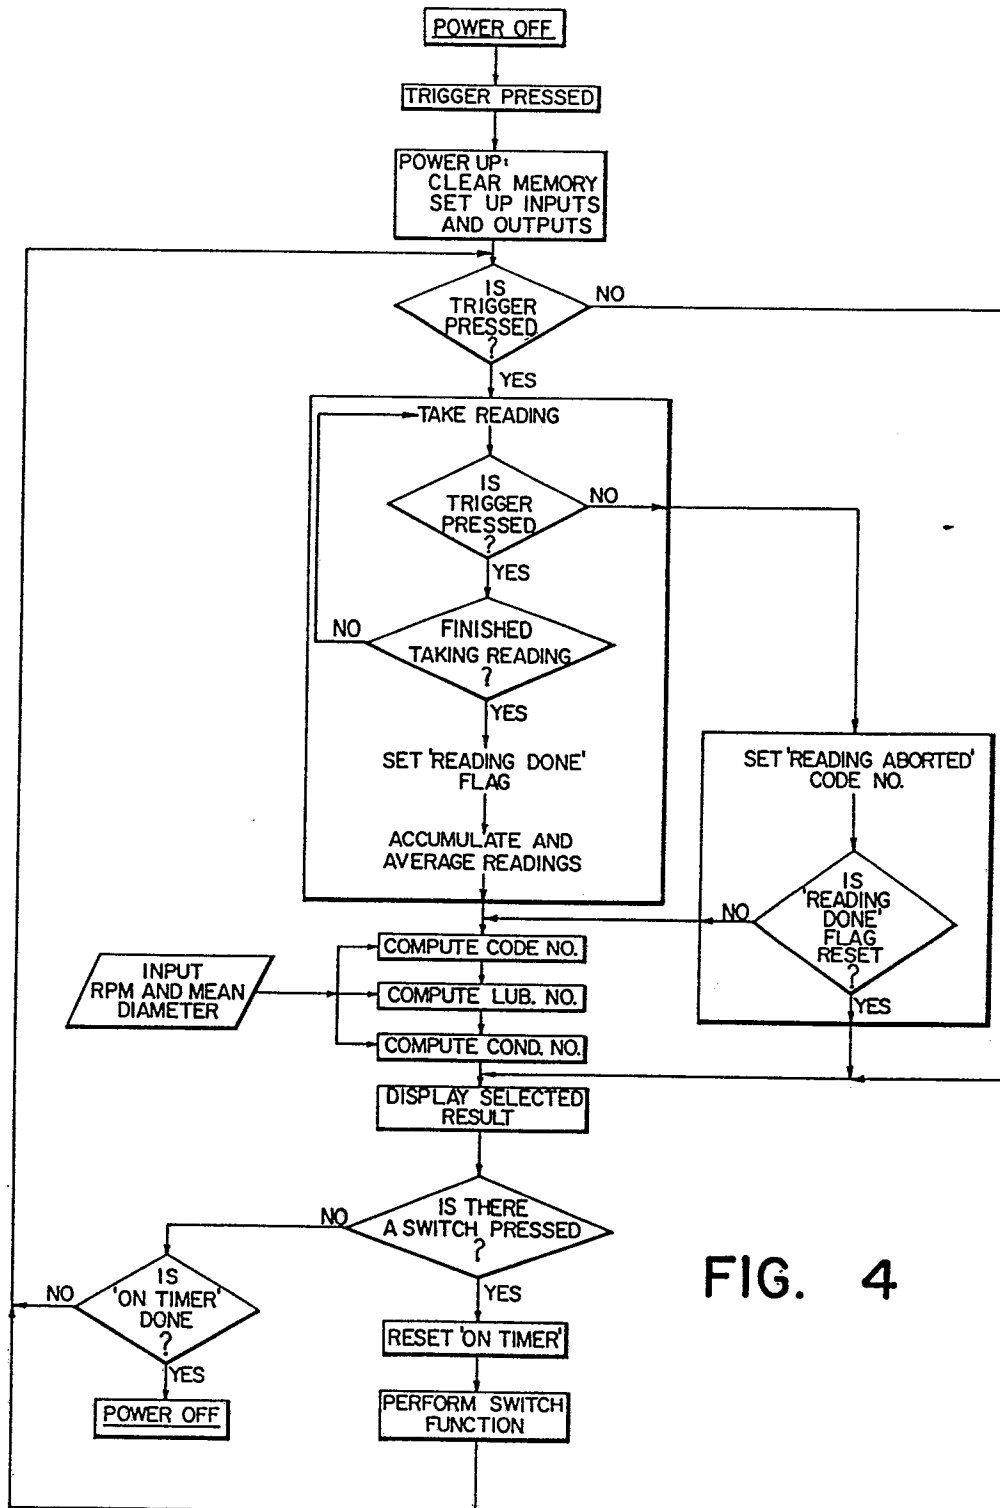 POWER OFF
TRIGGER PRESSED
POWER UP:
CLEAR MEMORY
SET UP INPUTS
AND OUTPUTS
IS
TRIGGER
PRESSED
?
NO
YES
TAKE READING
IS
TRIGGER
PRESSED
?
NO
YES
FINISHED
TAKING READING
?
NO
YES
SET 'READING DONE'
FLAG
ACCUMULATE AND
AVERAGE READINGS
SET 'READING ABORTED'
CODE NO.
IS
'READING
DONE'
FLAG
RESET
?
NO
YES
COMPUTE CODE NO.
INPUT
RPM AND MEAN
DIAMETER
COMPUTE LUB. NO.
COMPUTE COND. NO.
DISPLAY SELECTED
RESULT
IS THERE
A SWITCH PRESSED
?
NO
YES
IS
'ON TIMER'
DONE
?
NO
YES
POWER OFF
RESET 'ON TIMER'
PERFORM SWITCH
FUNCTION
FIG. 4